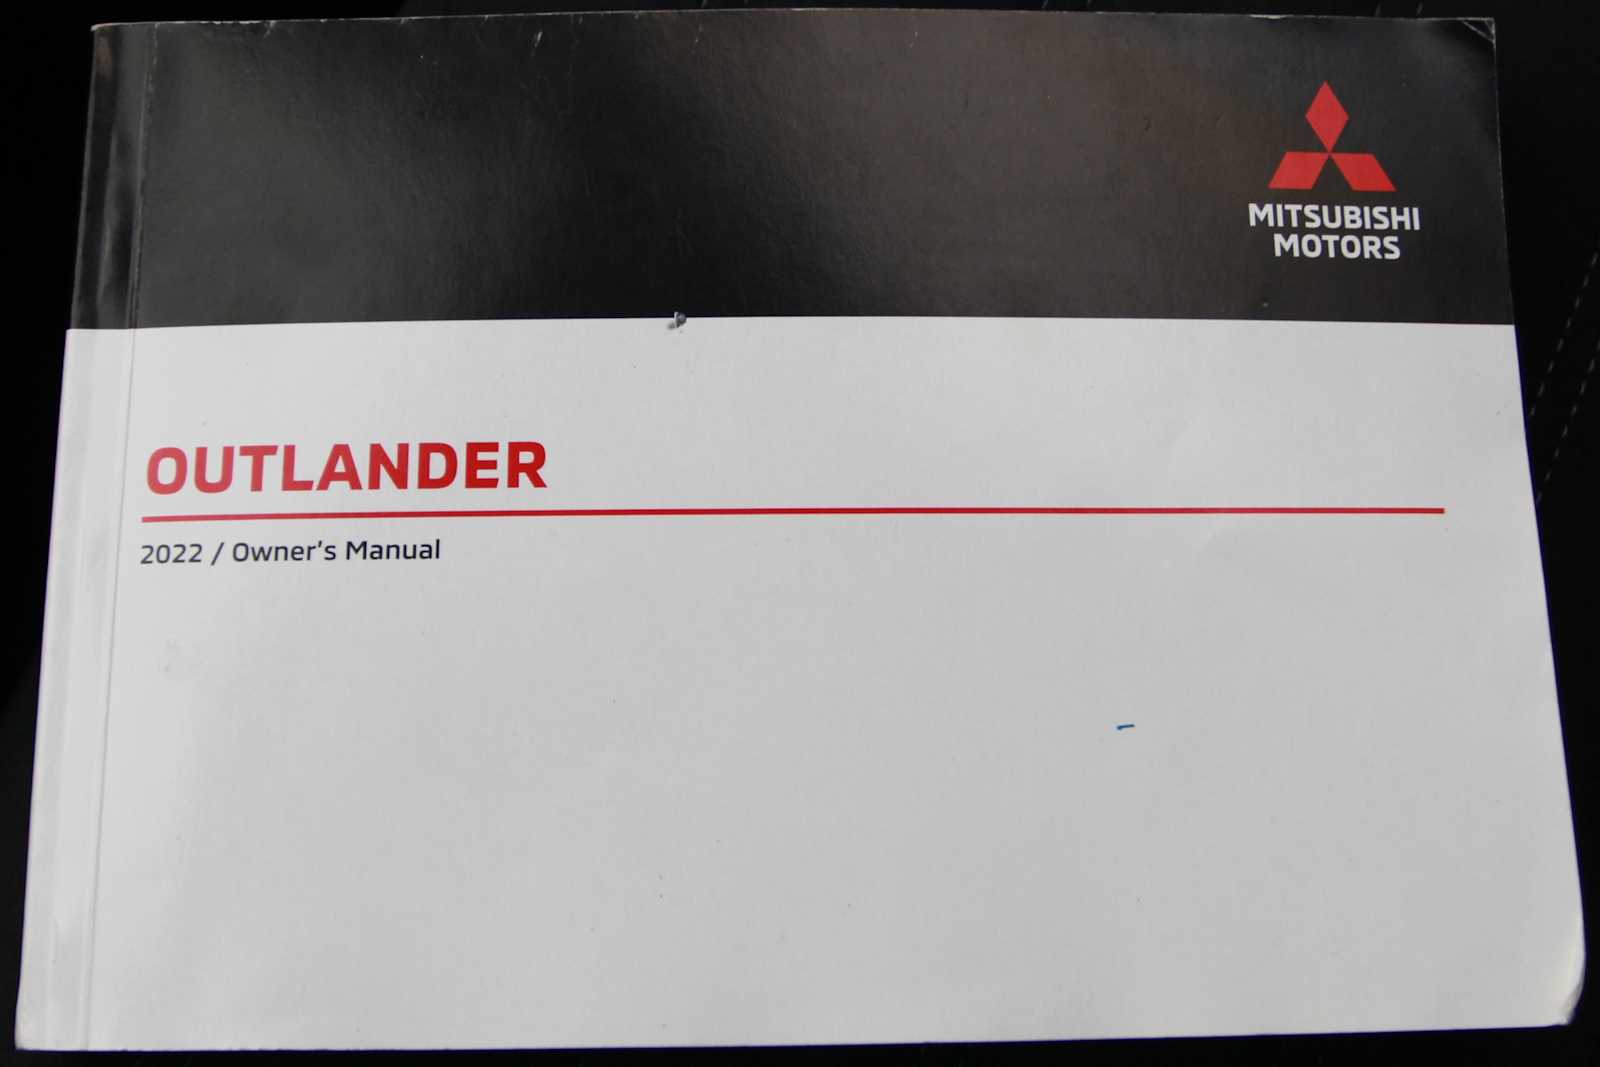 MITSUBISHI
MOTORS
OUTLANDER
2022 / Owner's Manual